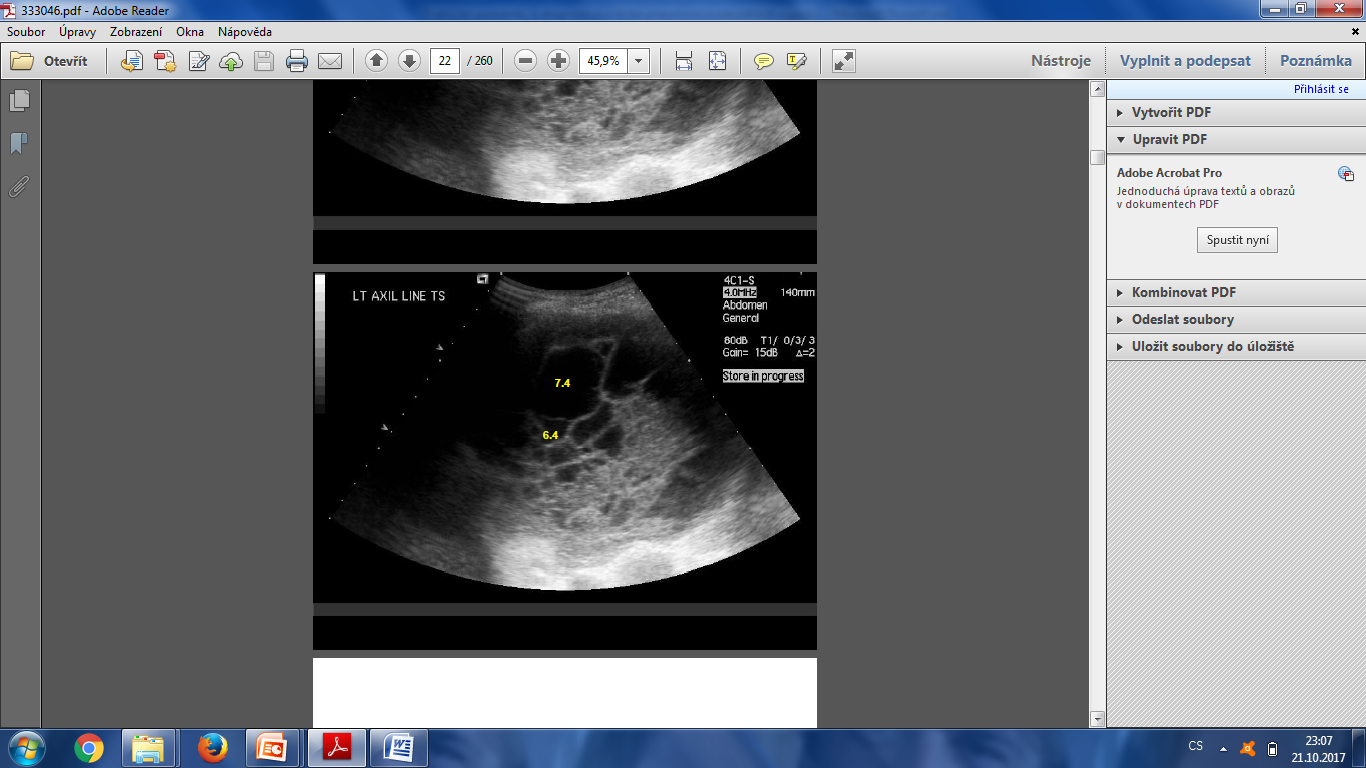 333046.pdf - Adobe Reader
Soubor Úpravy Zobrazení Okna Nápověda
Otevřít 22 / 260 45,9% Nástroje Vyplnit a podepsat Poznámka
Přihlásit se
Vytvořit PDF
Upravit PDF
Adobe Acrobat Pro
Jednoduchá úprava textů a obrazů
v dokumentech PDF
Spustit nyní
Kombinovat PDF
Odeslat soubory
Uložit soubory do úložiště
LT AXIL LINE TS
4C1-S
4.0MHz 140mm
Abdomen
General
80dB T1/ 0/3/ 3
Gain= 15dB Δ=2
Store in progress
7.4
6.4
CS
23:07
21.10.2017